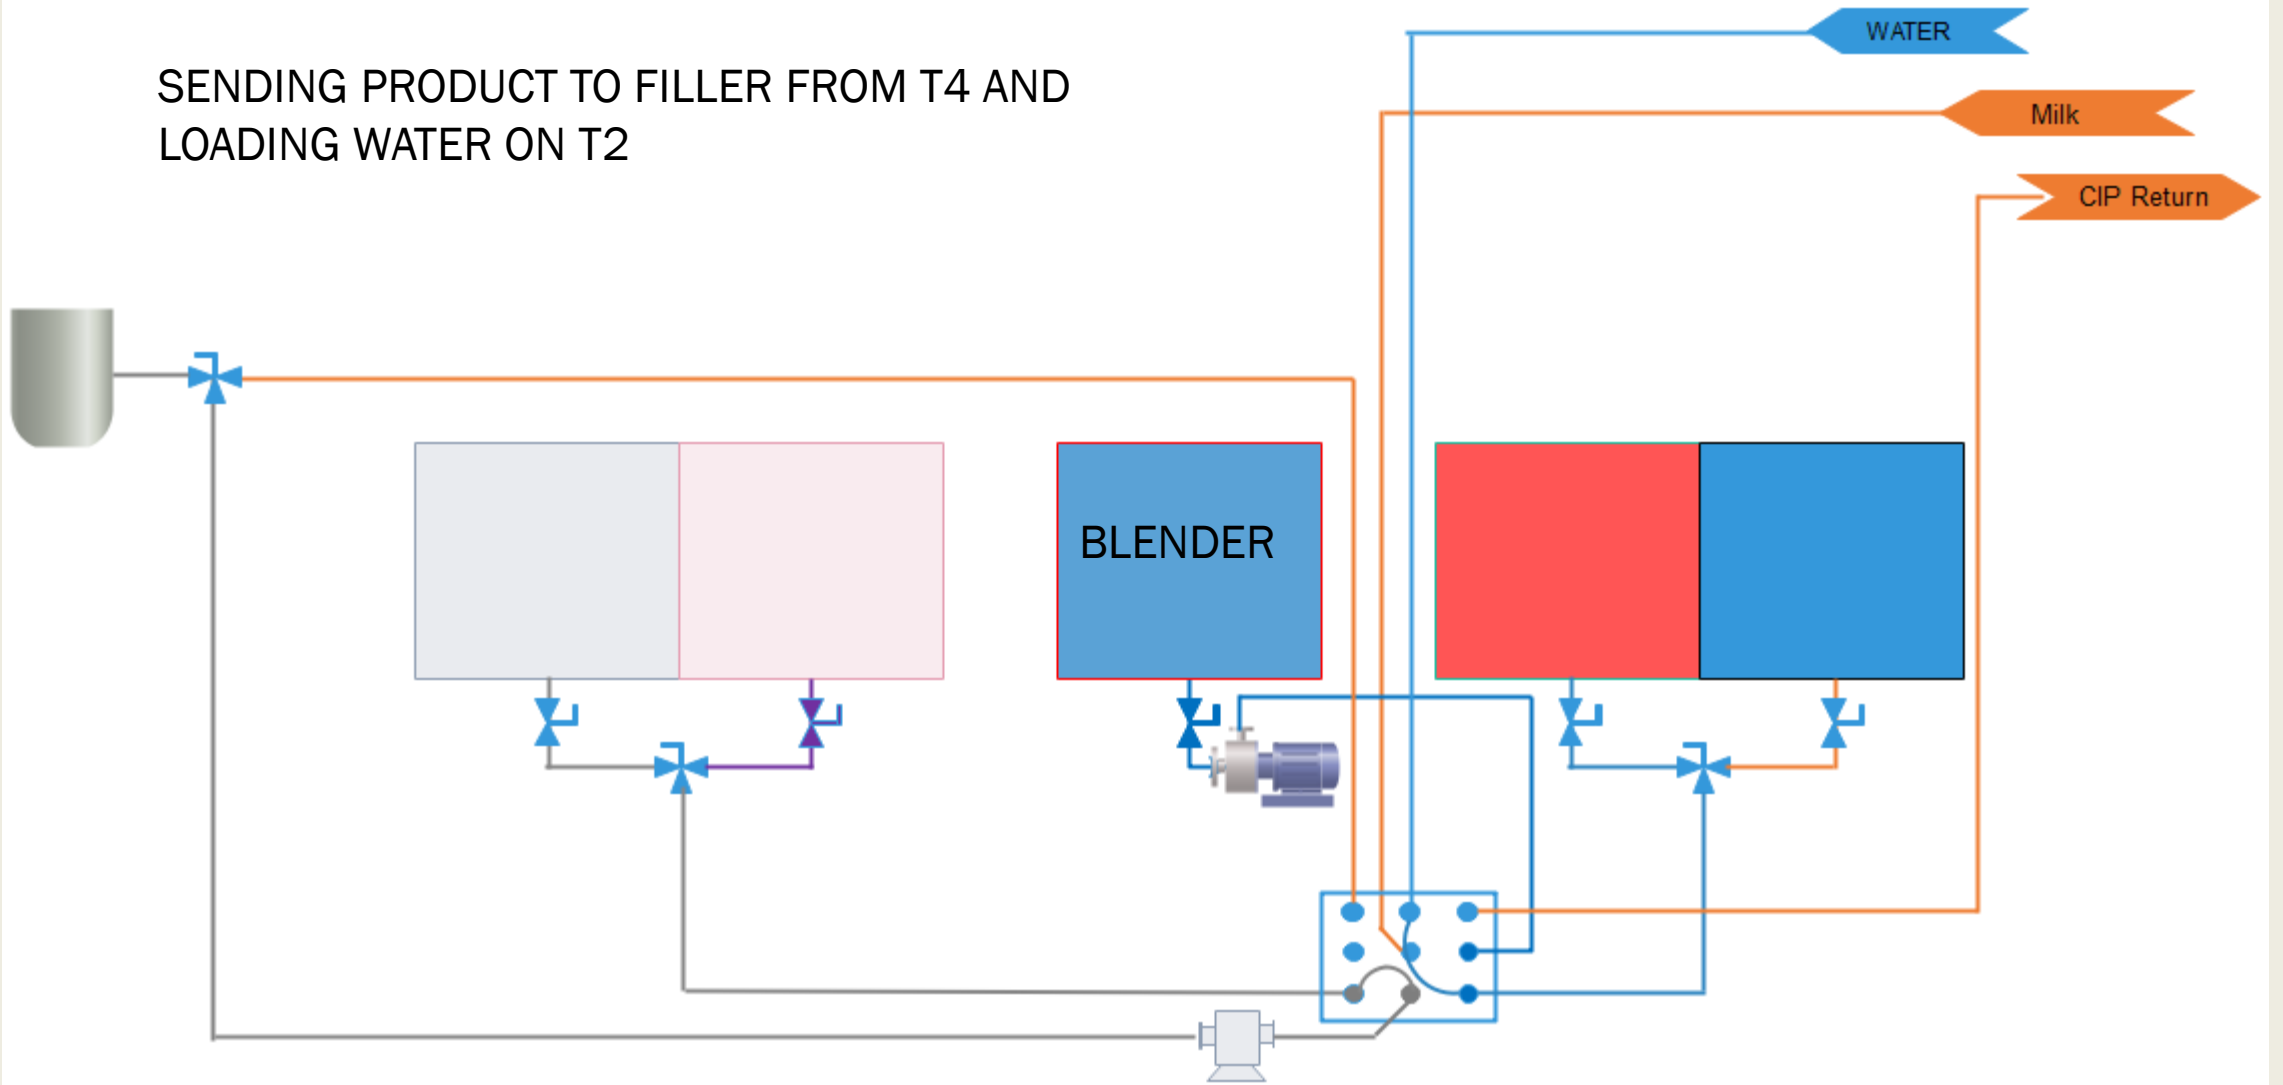 SENDING PRODUCT TO FILLER FROM T4 AND
LOADING WATER ON T2
WATER
Milk
CIP Return
BLENDER